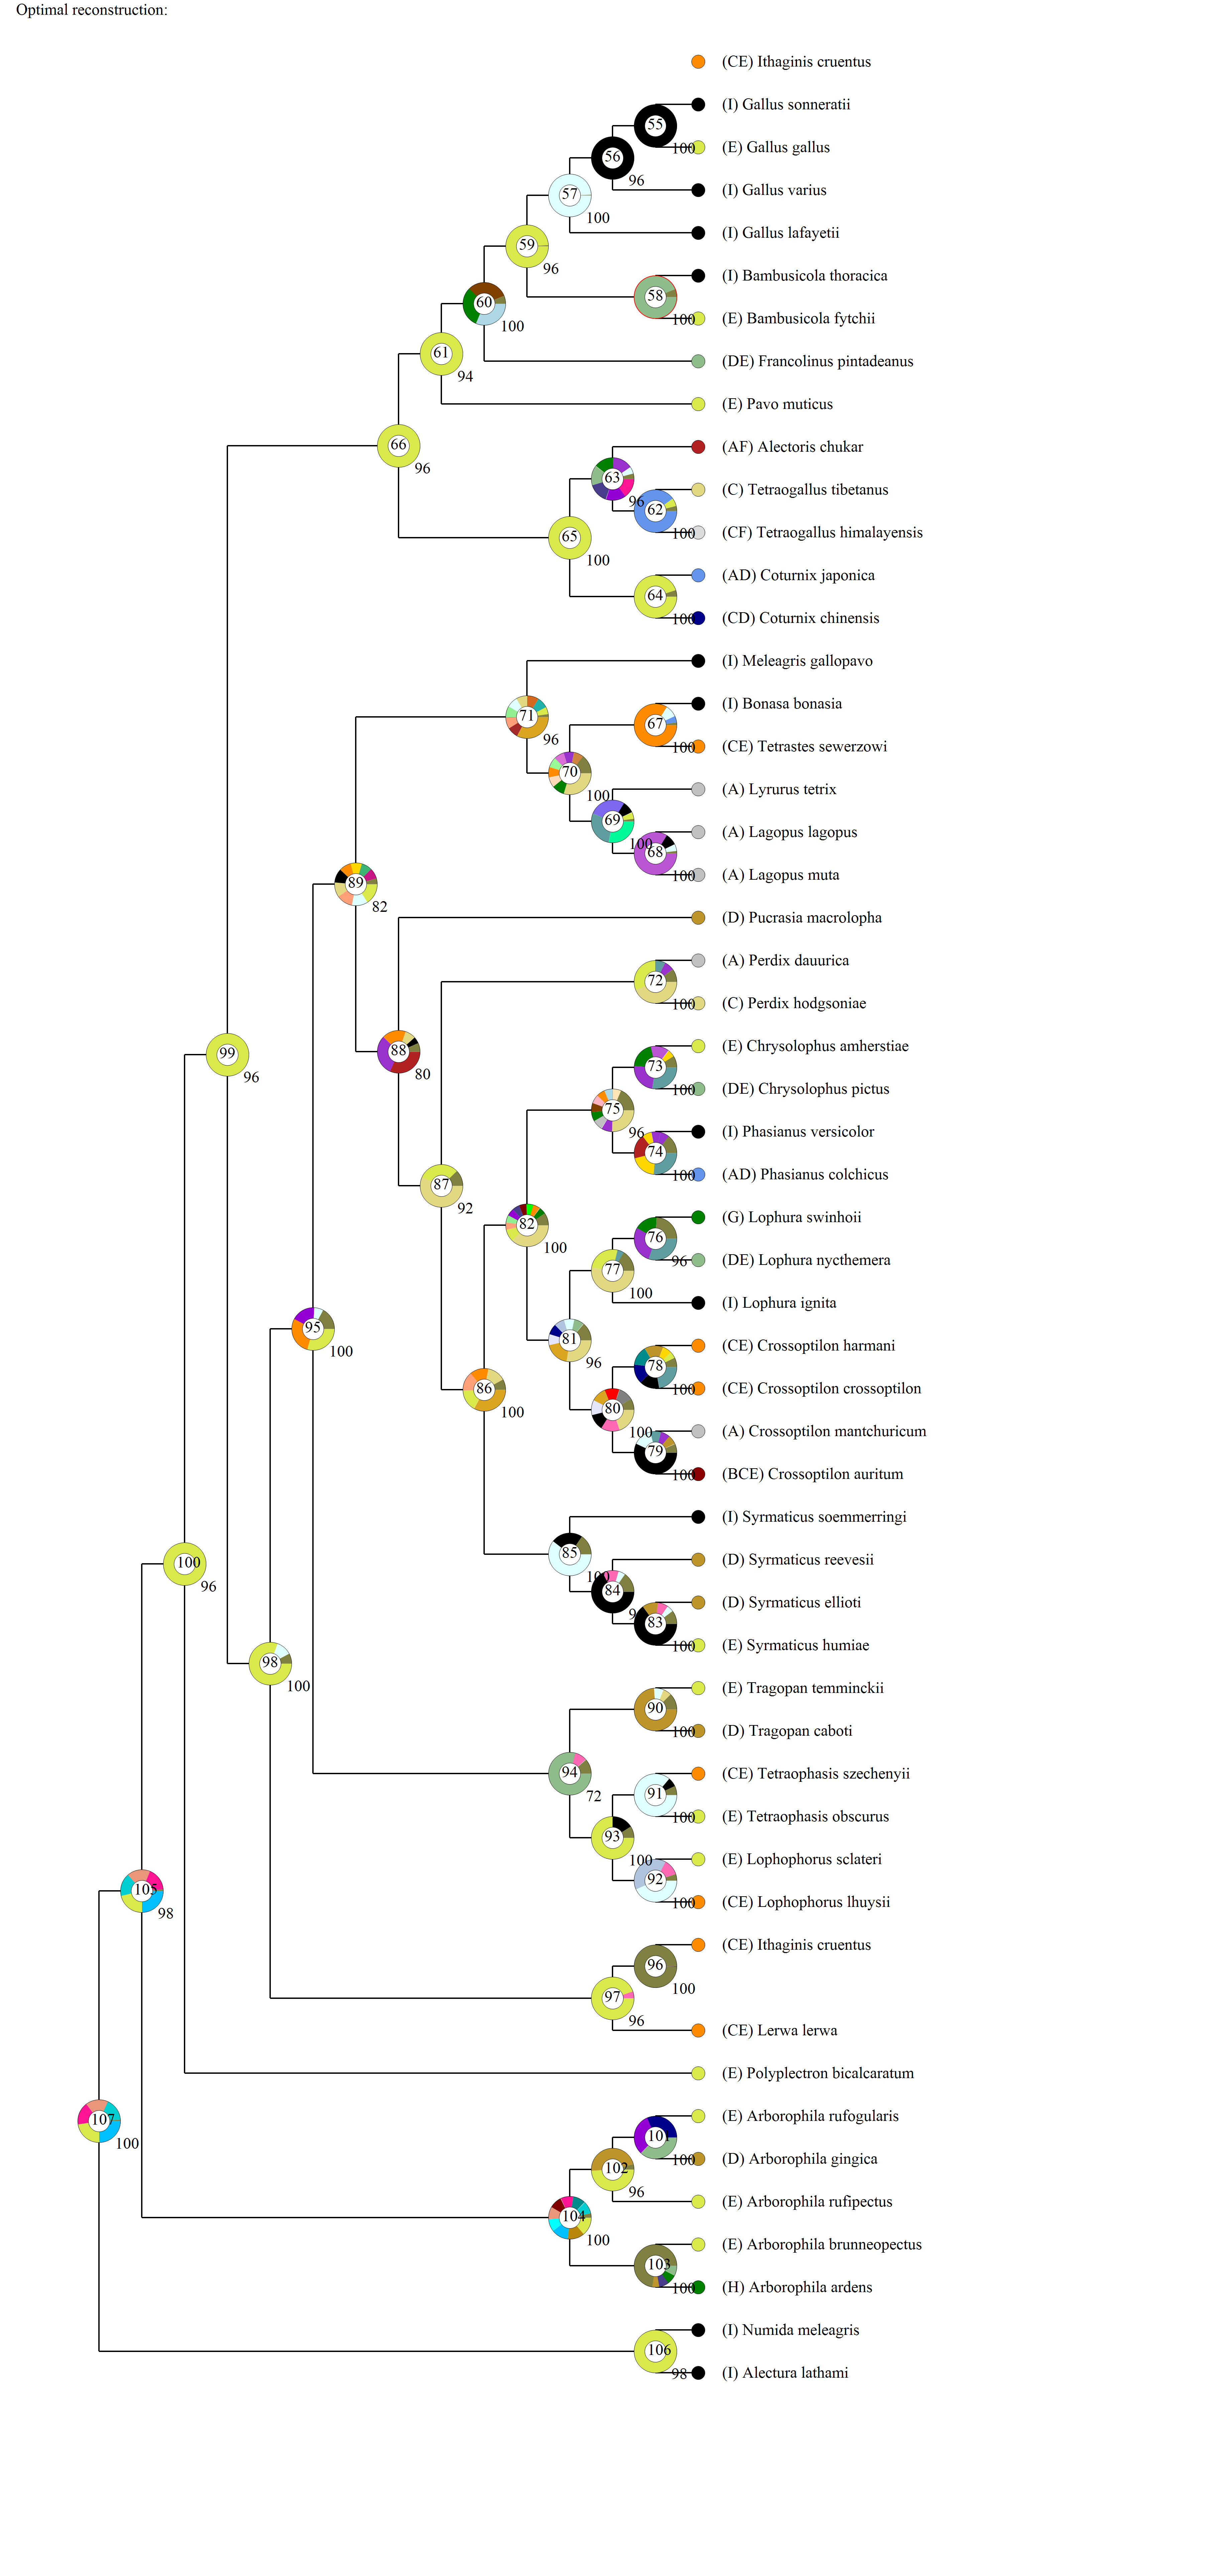 Optimal reconstruction:
(CE) Ithaginis cruentus
(I) Gallus sonneratii
55
100
(E) Gallus gallus
56
96
(I) Gallus varius
57
100
(I) Gallus lafayetii
59
96
(I) Bambusicola thoracica
58
60
100
100
(E) Bambusicola fytchii
61
94
(DE) Francolinus pintadeanus
(E) Pavo muticus
66
96
(AF) Alectoris chukar
63
96
(C) Tetraogallus tibetanus
62
100
(CF) Tetraogallus himalayensis
65
100
(AD) Coturnix japonica
64
100
(CD) Coturnix chinensis
(I) Meleagris gallopavo
71
96
(I) Bonasa bonasia
67
100
(CE) Tetrastes sewerzowi
70
100
(A) Lyrurus tetrix
69
100
(A) Lagopus lagopus
68
100
(A) Lagopus muta
89
82
(D) Pucrasia macrolopha
(A) Perdix dauurica
72
100
(C) Perdix hodgsoniae
99
96
88
80
(E) Chrysolophus amherstiae
73
100
(DE) Chrysolophus pictus
75
96
(I) Phasianus versicolor
74
100
(AD) Phasianus colchicus
87
92
(G) Lophura swinhoii
82
100
76
96
(DE) Lophura nycthemera
77
100
(I) Lophura ignita
95
100
81
96
(CE) Crossoptilon harmani
78
100
(CE) Crossoptilon crossoptilon
86
100
80
100
(A) Crossoptilon mantchuricum
79
100
(BCE) Crossoptilon auritum
(I) Syrmaticus soemmerringi
85
100
(D) Syrmaticus reevesii
100
96
84
(D) Syrmaticus ellioti
83
100
(E) Syrmaticus humiae
98
100
(E) Tragopan temminckii
90
100
(D) Tragopan caboti
94
72
(CE) Tetraophasis szechenyii
91
100
(E) Tetraophasis obscurus
93
100
(E) Lophophorus sclateri
92
100
(CE) Lophophorus lhuysii
105
98
(CE) Ithaginis cruentus
96
100
97
96
(CE) Lerwa lerwa
(E) Polyplectron bicalcaratum
107
100
(E) Arborophila rufogularis
101
100
(D) Arborophila gingica
102
96
(E) Arborophila rufipectus
104
100
(E) Arborophila brunneopectus
103
100
(H) Arborophila ardens
(I) Numida meleagris
106
98
(I) Alectura lathami